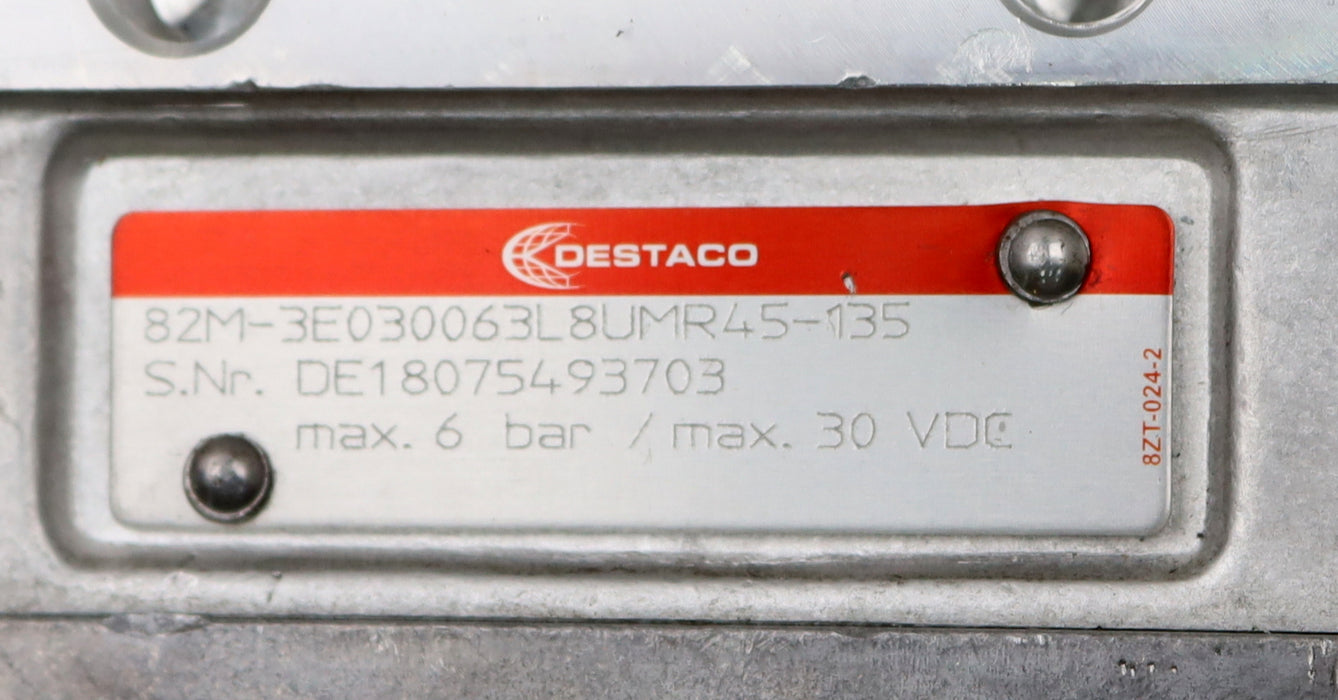 DESTACO
82M-3E030063L8UMR45-135
S.Nr. DE18075493703
max. 6 bar / max. 30 VDC
8ZT-024-2